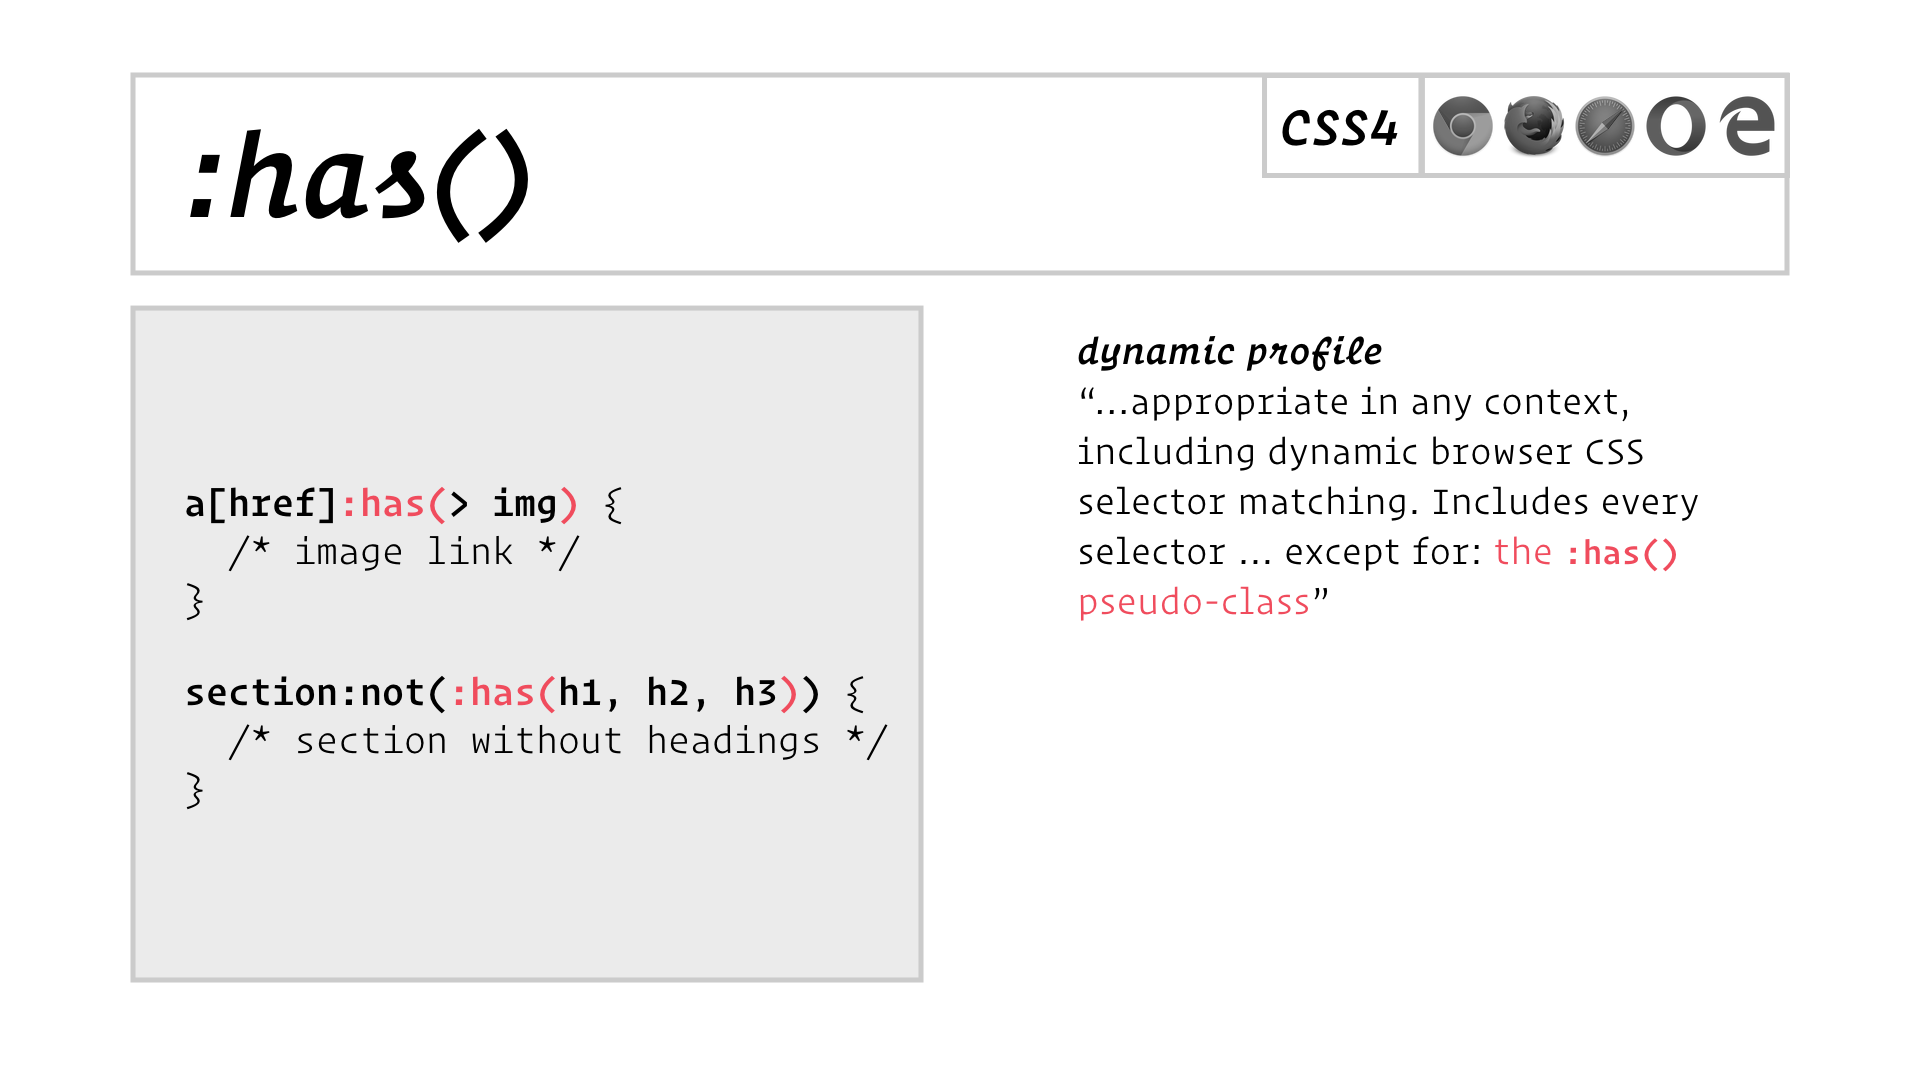 :has()
CSS4
a[href]:has(> img) {
  /* image link */
}
section:not(:has(h1, h2, h3)) {
  /* section without headings */
}
dynamic profile
“…appropriate in any context,
including dynamic browser CSS
selector matching. Includes every
selector … except for: the :has()
pseudo-class”